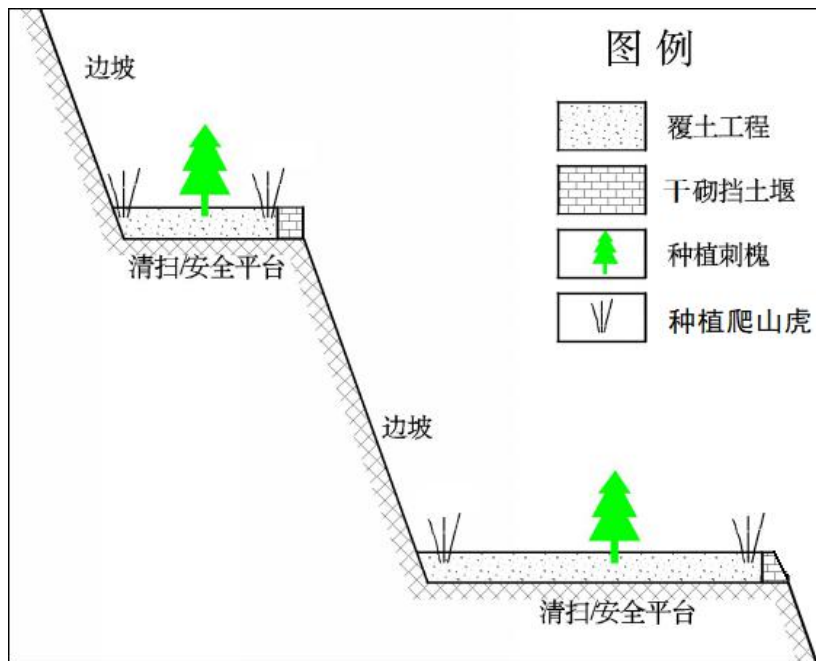 图例
边坡
覆土工程
干砌挡土堰
种植刺槐
清扫/安全平台
种植爬山虎
边坡
清扫/安全平台